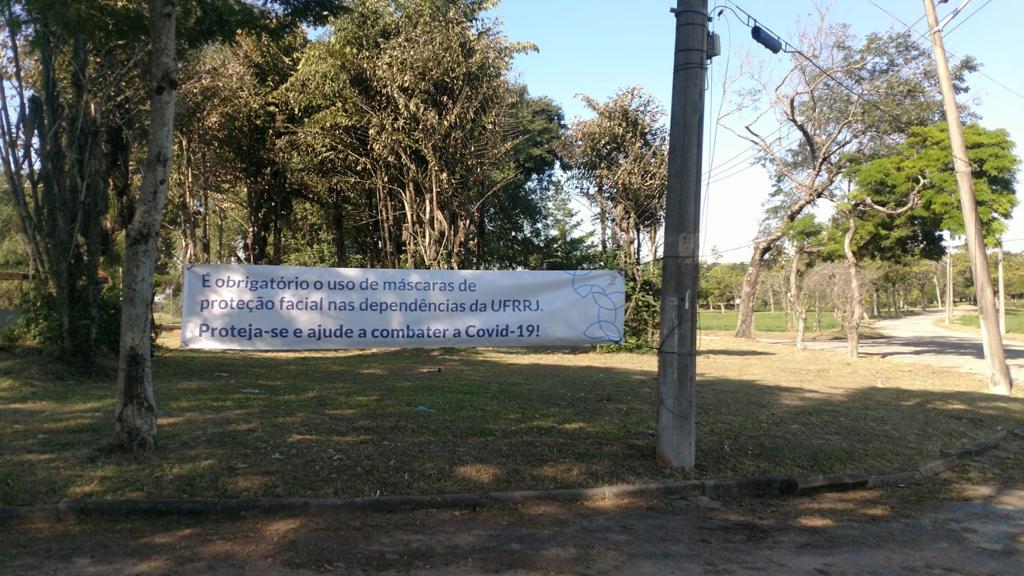 É obrigatório o uso de máscaras de
proteção facial nas dependências da UFRRJ.
Proteja-se e ajude a combater a Covid-19!